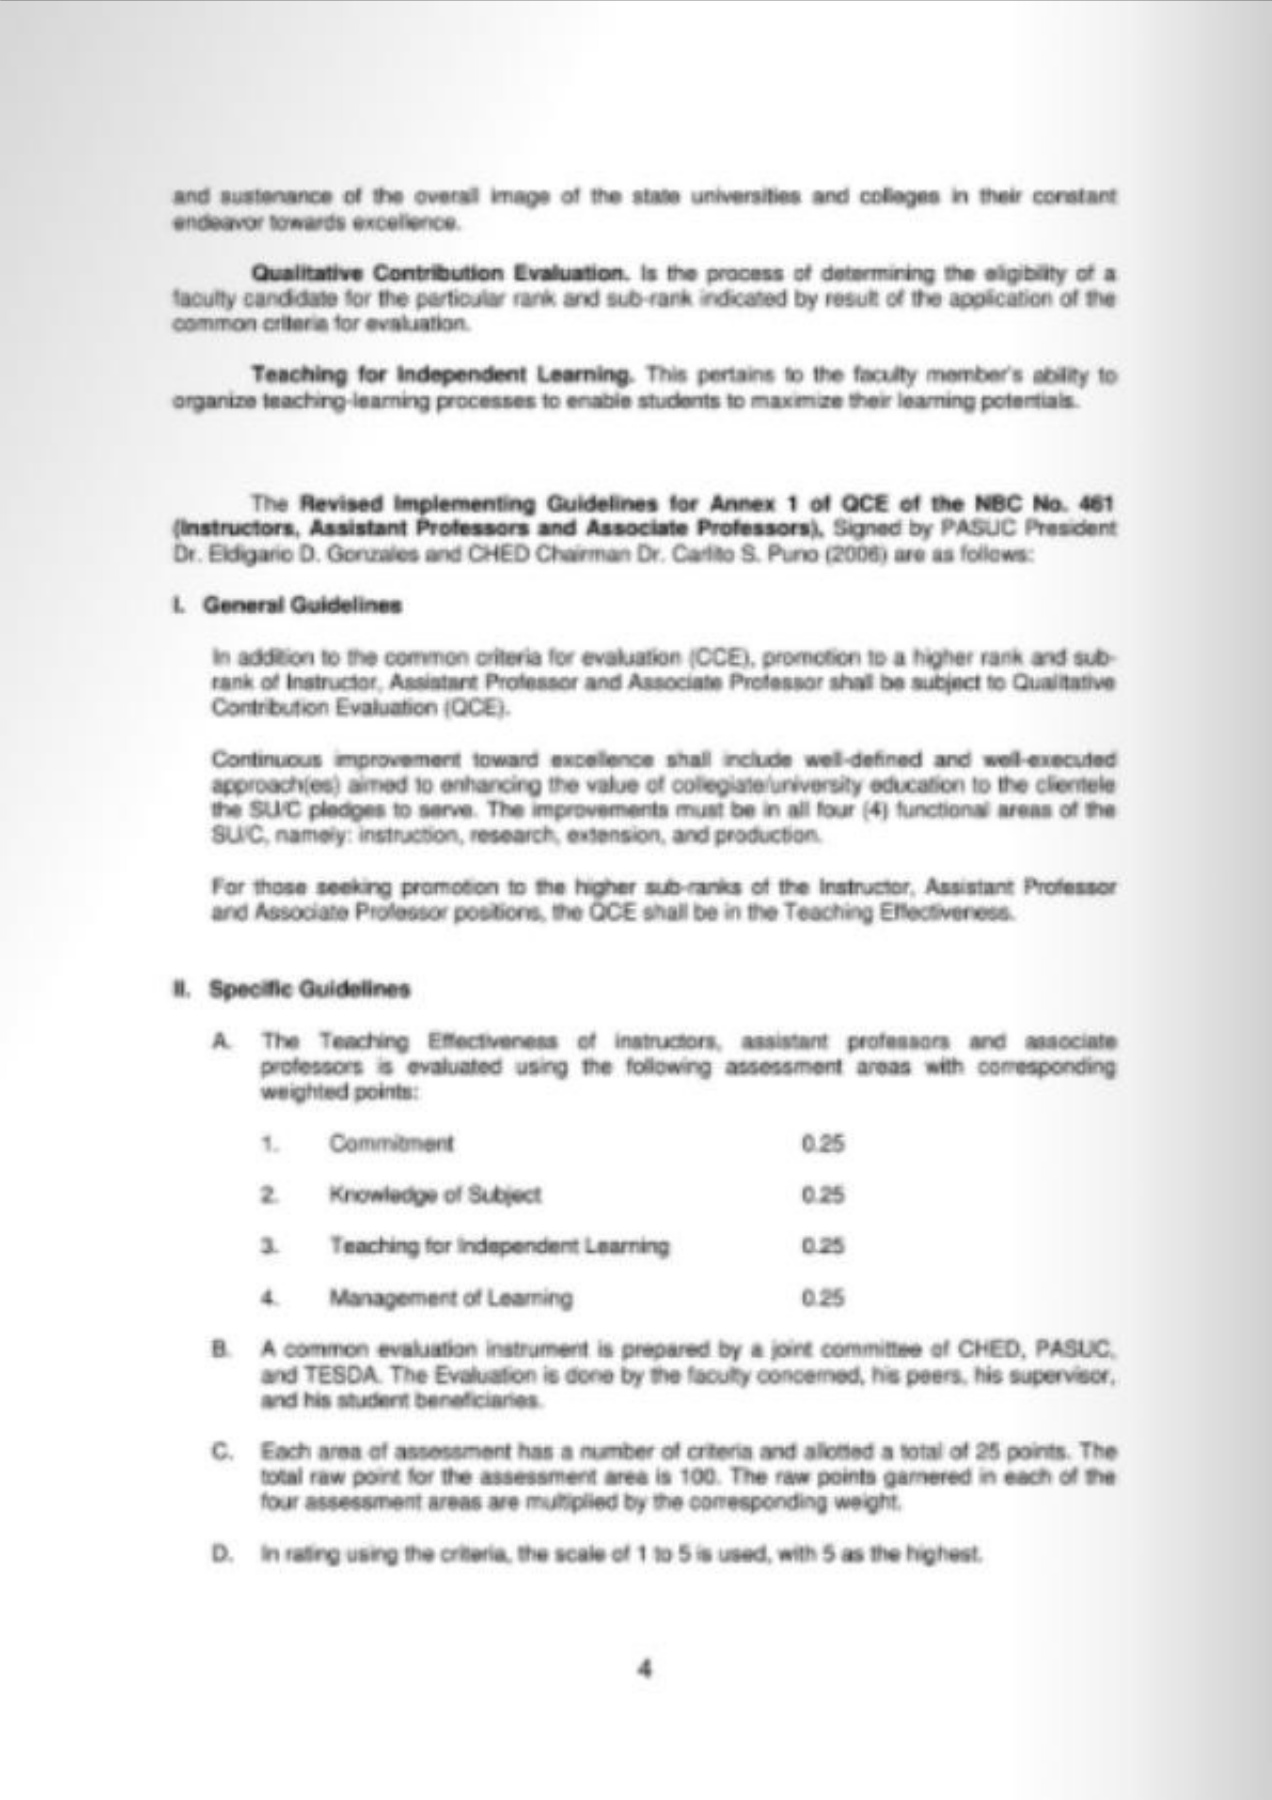 and sustenance of the overall image of the state universities and colleges in their constant
endeavor towards excellence.
Qualitative Contribution Evaluation. Is the process of determining the eligibility of a
faculty candidate for the particular rank and sub-rank indicated by result of the application of the
common criteria for evaluation.
Teaching for Independent Learning. This pertains to the faculty member's ability to
organize teaching-learning processes to enable students to maximize their learning potentials.
The Revised Implementing Guidelines for Annex 1 of QCE of the NBC No. 461
(Instructors, Assistant Professors and Associate Professors), Signed by PASUC President
Dr. Eldigario D. Gonzales and CHED Chairman Dr. Carlito S. Puno (2006) are as follows:
I. General Guidelines
In addition to the common criteria for evaluation (CCE), promotion to a higher rank and sub-
rank of Instructor, Assistant Professor and Associate Professor shall be subject to Qualitative
Contribution Evaluation (QCE).
Continuous improvement toward excellence shall include well-defined and well-executed
approach(es) aimed to enhancing the value of collegiate/university education to the clientele
the SU/C pledges to serve. The improvements must be in all four (4) functional areas of the
SU/C, namely: instruction, research, extension, and production.
For those seeking promotion to the higher sub-ranks of the Instructor, Assistant Professor
and Associate Professor positions, the QCE shall be in the Teaching Effectiveness.
II. Specific Guidelines
A. The Teaching Effectiveness of instructors, assistant professors and associate
professors is evaluated using the following assessment areas with corresponding
weighted points:
1. Commitment 0.25
2. Knowledge of Subject 0.25
3. Teaching for Independent Learning 0.25
4. Management of Learning 0.25
B. A common evaluation instrument is prepared by a joint committee of CHED, PASUC,
and TESDA. The Evaluation is done by the faculty concerned, his peers, his supervisor,
and his student beneficiaries.
C. Each area of assessment has a number of criteria and allotted a total of 25 points. The
total raw point for the assessment area is 100. The raw points garnered in each of the
four assessment areas are multiplied by the corresponding weight.
D. In rating using the criteria, the scale of 1 to 5 is used, with 5 as the highest.
4